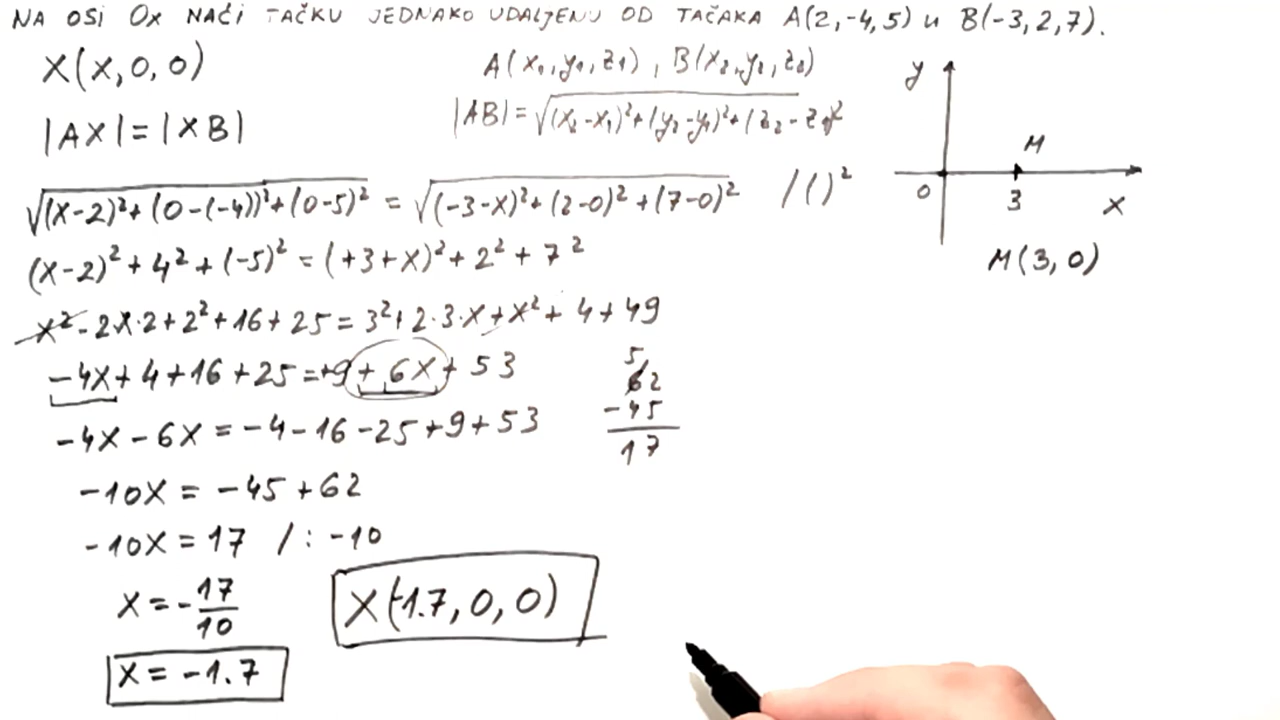 NA OSI Ox NAĆI TAČKU JEDNAKO UDALJENU OD TAČAKA A(2,-4,5) u B(-3,2,7).
X(x,0,0)
A(x₁,y₁,z₁), B(x₂,y₂,z₂)
|AX|=|XB|
|AB|=√(x₂-x₁)²+(y₂-y₁)²+(z₂-z₁)²
√(x-2)²+(0-(-4))²+(0-5)² = √(-3-x)²+(2-0)²+(7-0)² /()²
(x-2)²+4²+(-5)²=(+3+x)²+2²+7²
x²-2x·2+2²+16+25=3²+2·3·x+x²+4+49
-4x+4+16+25=+9+6x+53
-4x-6x=-4-16-25+9+53
-10x=-45+62
-10x=17 /:-10
x=-17/10
x=-1.7
X(-1.7,0,0)
5
62
-45
17
y
M
0
3
x
M(3,0)